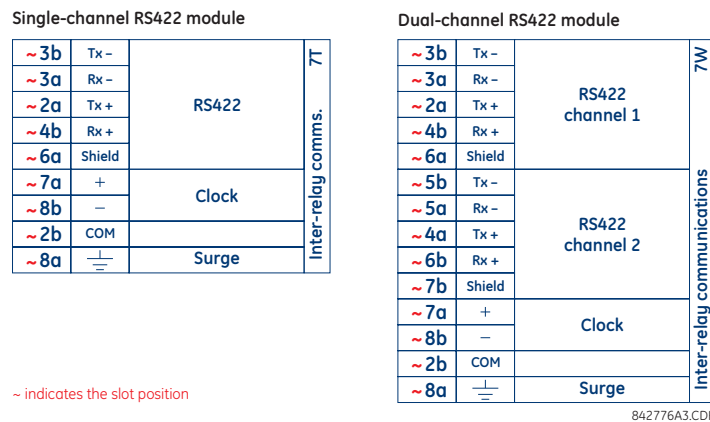 Single-channel RS422 module
~3b Tx –
~3a Rx –
~2a Tx +
~4b Rx +
~6a Shield
RS422
~7a +
~8b –
Clock
~2b COM
~8a
Surge
7T
Inter-relay comms.
~ indicates the slot position
Dual-channel RS422 module
~3b Tx –
~3a Rx –
~2a Tx +
~4b Rx +
~6a Shield
RS422
channel 1
~5b Tx –
~5a Rx –
~4a Tx +
~6b Rx +
~7b Shield
RS422
channel 2
~7a +
~8b –
Clock
~2b COM
~8a
Surge
7W
Inter-relay communications
842776A3.CD